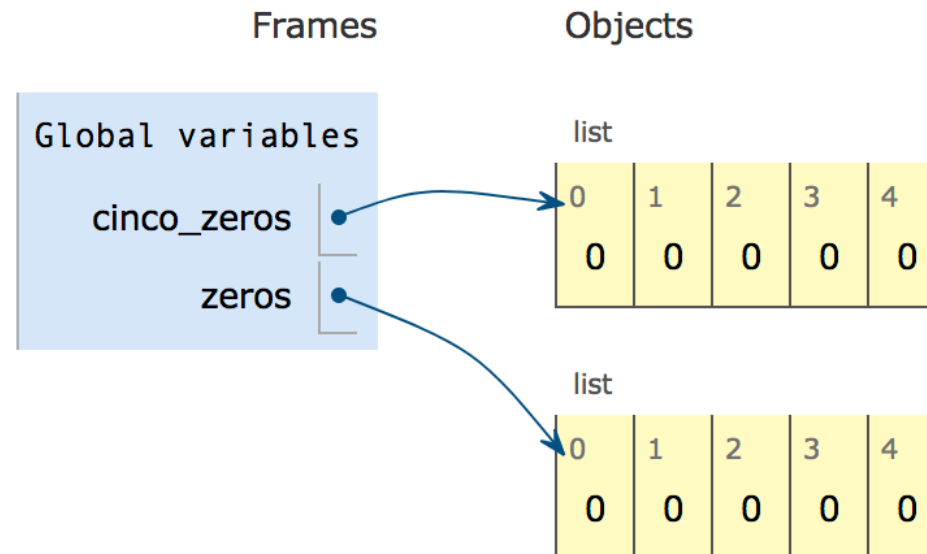 Frames Objects
Global variables
list
0 1 2 3 4
cinco_zeros
0 0 0 0 0
zeros
list
0 1 2 3 4
0 0 0 0 0